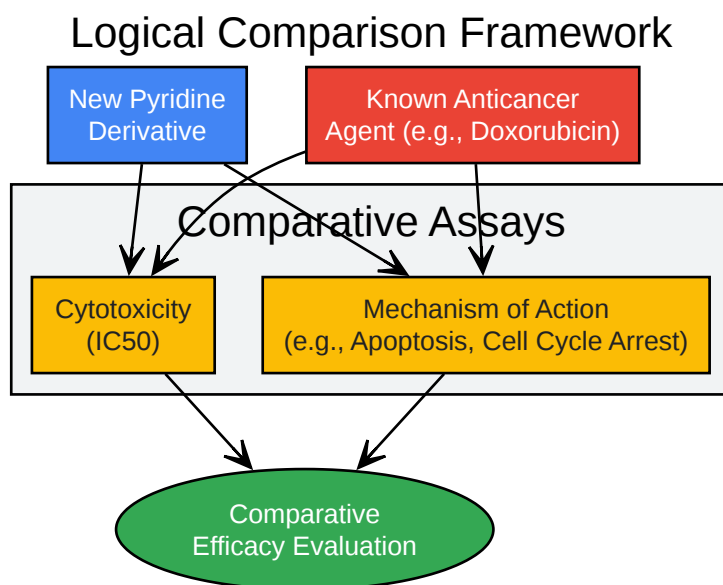 Logical Comparison Framework
New Pyridine
Derivative
Known Anticancer
Agent (e.g., Doxorubicin)
Comparative Assays
Cytotoxicity
(IC50)
Mechanism of Action
(e.g., Apoptosis, Cell Cycle Arrest)
Comparative
Efficacy Evaluation